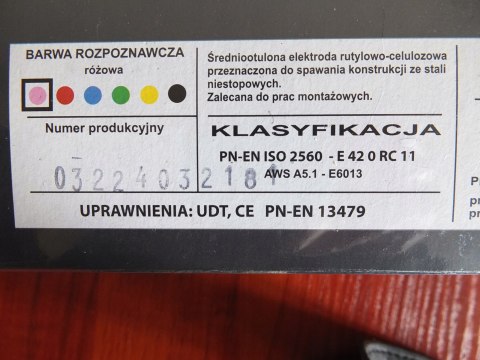 BARWA ROZPOZNAWCZA
różowa
Numer produkcyjny
03224032181
Średniootulona elektroda rutylowo-celulozowa
przeznaczona do spawania konstrukcji ze stali
niestopowych.
Zalecana do prac montażowych.
KLASYFIKACJA
PN-EN ISO 2560 - E 42 0 RC 11
AWS A5.1 - E6013
UPRAWNIENIA: UDT, CE PN-EN 13479